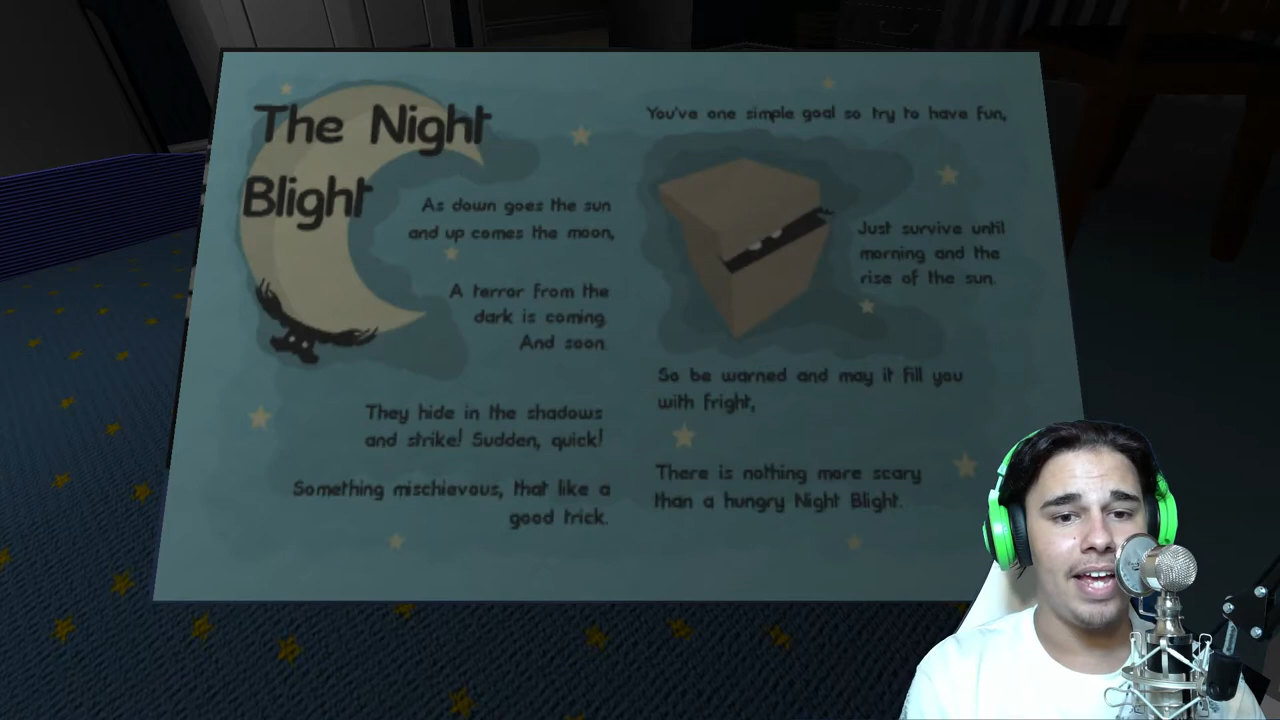 The Night
Blight
As down goes the sun
and up comes the moon,
A terror from the
dark is coming.
And soon.
They hide in the shadows
and strike! Sudden, quick!
Something mischievous, that like a
good trick.
You've one simple goal so try to have fun,
Just survive until
morning and the
rise of the sun.
So be warned and may it fill you
with fright,
There is nothing more scary
than a hungry Night Blight.